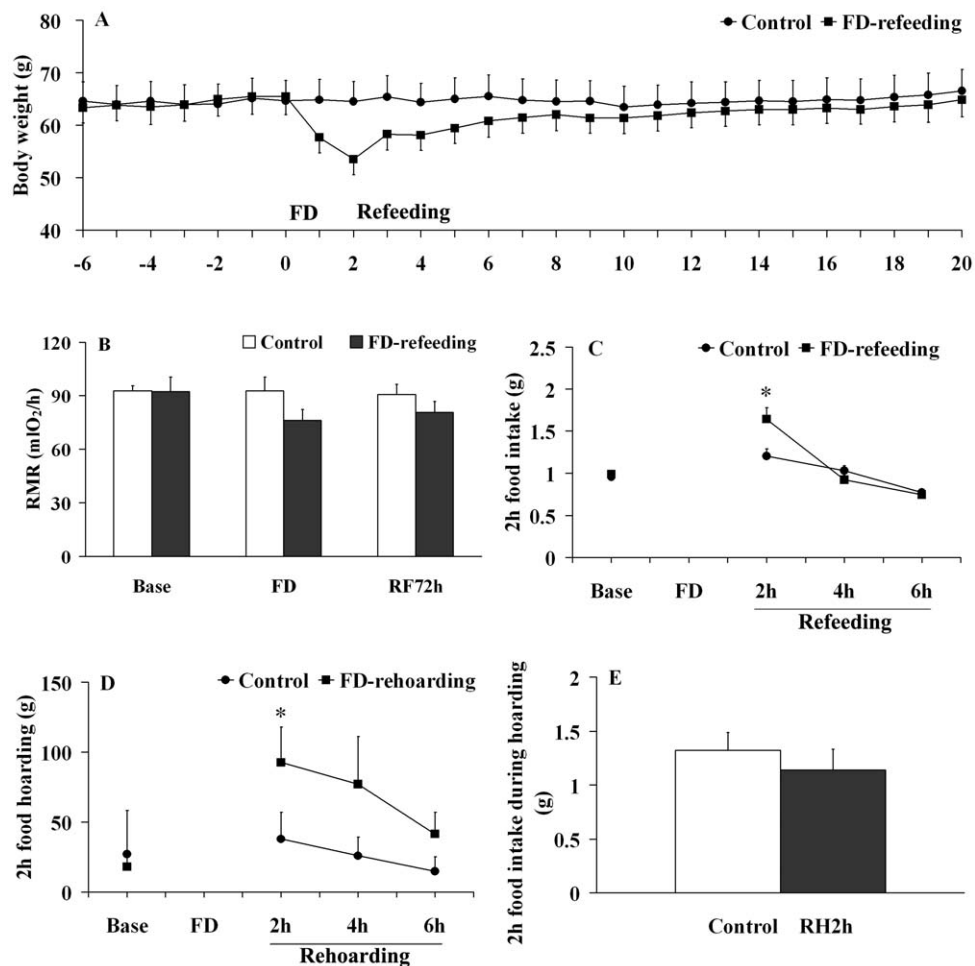 A
Control
FD-refeeding
Body weight (g)
70
60
50
40
FD
Refeeding
-6 -4 -2 0 2 4 6 8 10 12 14 16 18 20
B
Control
FD-refeeding
RMR (mlO₂/h)
120
90
60
30
0
Base FD RF72h
C
Control
FD-refeeding
2h food intake (g)
2.5
2
1.5
1
0.5
0
*
Base FD 2h 4h 6h
Refeeding
D
Control
FD-rehoarding
2h food hoarding (g)
150
100
50
0
*
Base FD 2h 4h 6h
Rehoarding
E
2h food intake during hoarding
(g)
2
1.5
1
0.5
0
Control RH2h